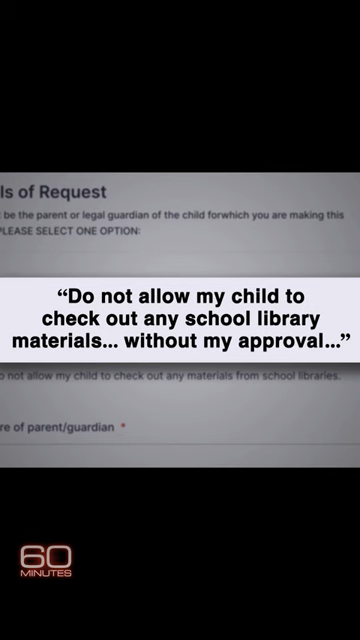 ls of Request
be the parent or legal guardian of the child forwhich you are making this
PLEASE SELECT ONE OPTION:
“Do not allow my child to
check out any school library
materials... without my approval...”
o not allow my child to check out any materials from school libraries.
re of parent/guardian *
60
MINUTES